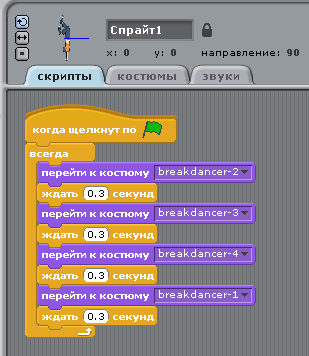 Спрайт1
x: 0 y: 0 направление: 90
скрипты костюмы звуки
когда щелкнут по
всегда
перейти к костюму breakdancer-2
ждать 0.3 секунд
перейти к костюму breakdancer-3
ждать 0.3 секунд
перейти к костюму breakdancer-4
ждать 0.3 секунд
перейти к костюму breakdancer-1
ждать 0.3 секунд